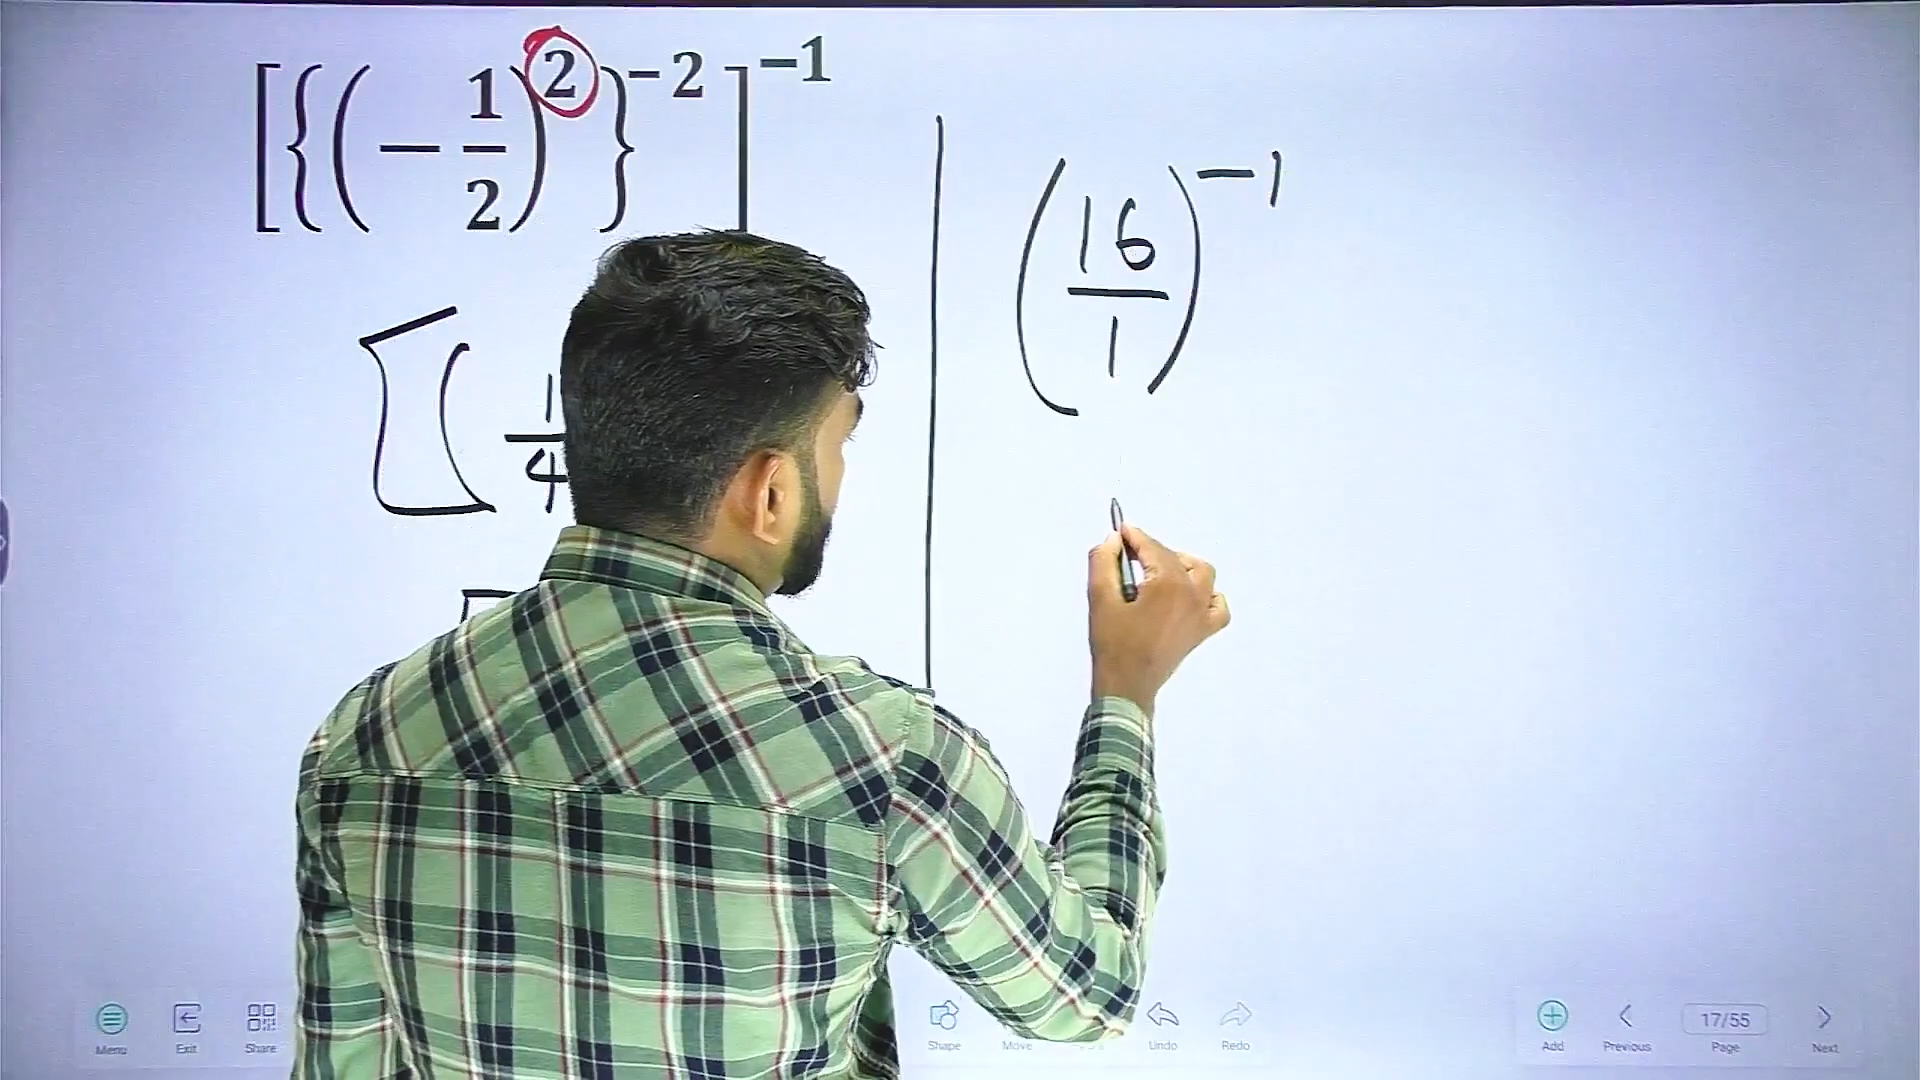 [{(-1/2)^2}^-2]^-1
[(1/4
(16/1)^-1
Menu Exit Share Shape Move Undo Redo Add Previous 17/55 Page Next